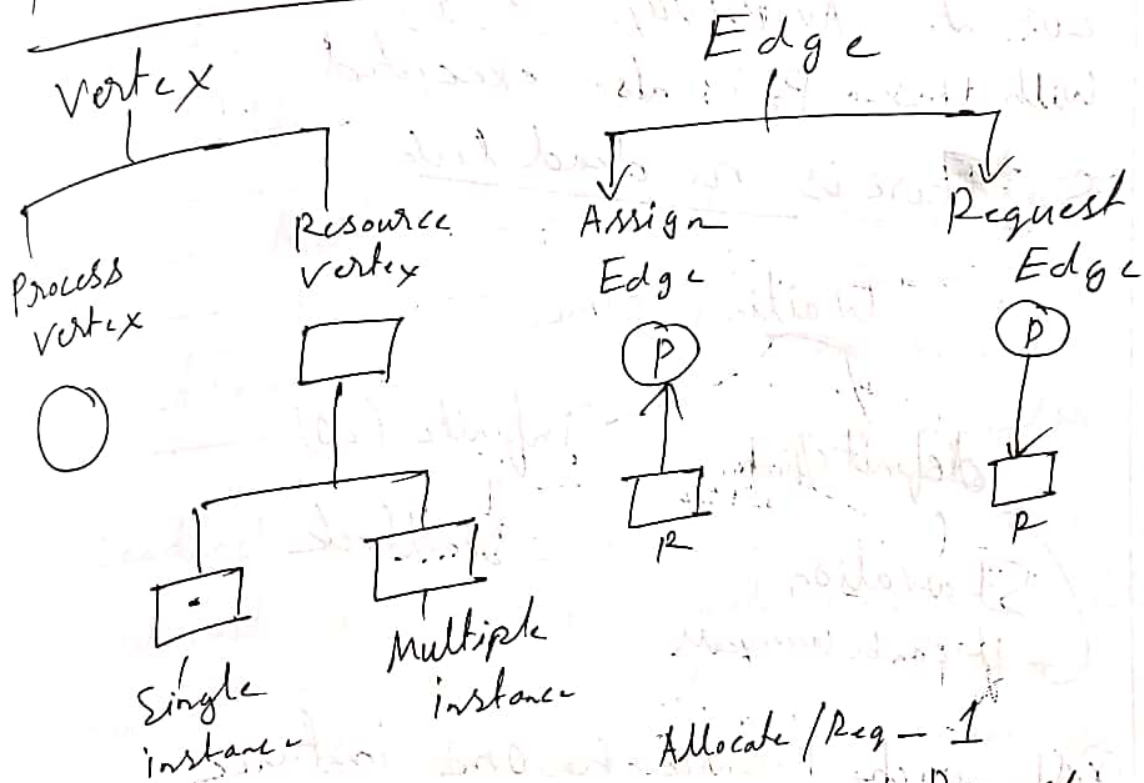 Vertex
Edge
Process
vertex
Resource
vertex
Assign
Edge
Request
Edge
P
P
R
R
Single
instance
Multiple
instance
Allocate / Req - 1